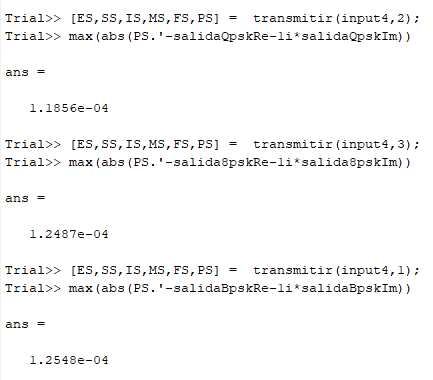 Trial>> [ES,SS,IS,MS,FS,PS] =  transmitir(input4,2);
Trial>> max(abs(PS.'-salidaQpskRe-1i*salidaQpskIm))
ans =
1.1856e-04
Trial>> [ES,SS,IS,MS,FS,PS] =  transmitir(input4,3);
Trial>> max(abs(PS.'-salida8pskRe-1i*salida8pskIm))
ans =
1.2487e-04
Trial>> [ES,SS,IS,MS,FS,PS] =  transmitir(input4,1);
Trial>> max(abs(PS.'-salidaBpskRe-1i*salidaBpskIm))
ans =
1.2548e-04